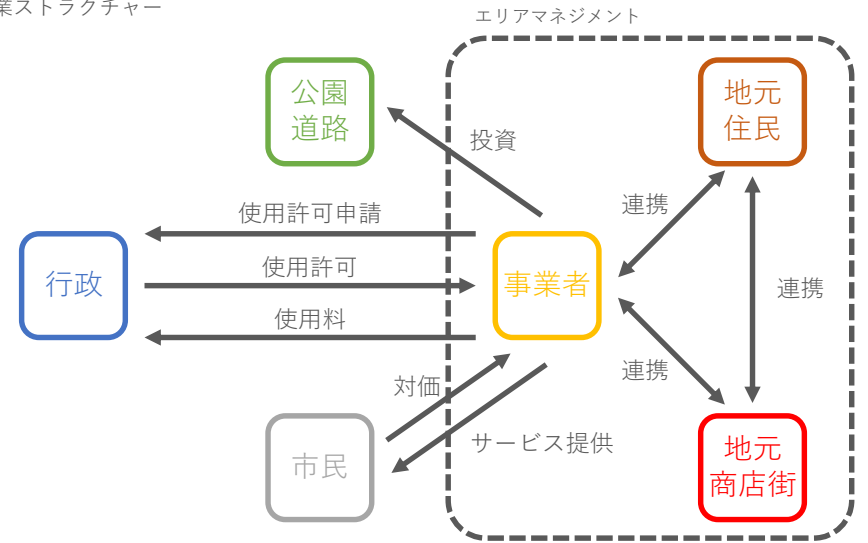 業ストラクチャー
エリアマネジメント
公園
道路
地元
住民
投資
連携
使用許可申請
行政
使用許可
事業者
連携
使用料
連携
対価
サービス提供
市民
地元
商店街